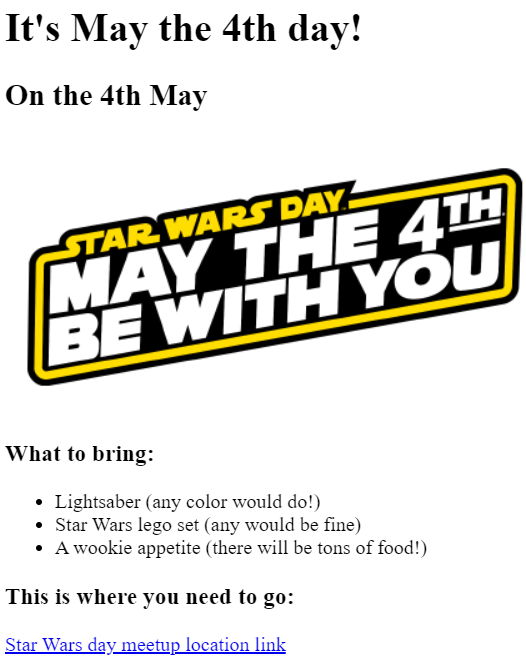 It's May the 4th day!
On the 4th May
STAR WARS DAY
MAY THE 4TH
BE WITH YOU
What to bring:
Lightsaber (any color would do!)
Star Wars lego set (any would be fine)
A wookie appetite (there will be tons of food!)
This is where you need to go:
Star Wars day meetup location link